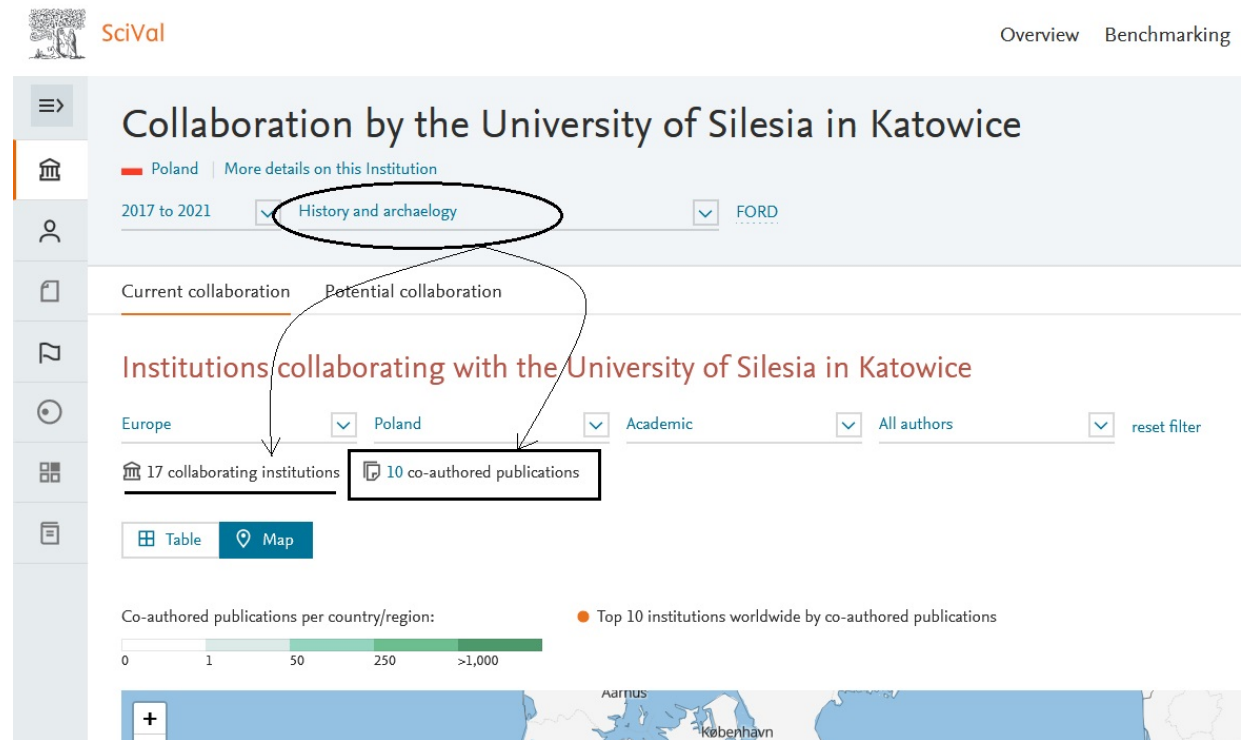 SciVal
Overview Benchmarking
Collaboration by the University of Silesia in Katowice
Poland More details on this Institution
2017 to 2021 History and archaelogy FORD
Current collaboration Potential collaboration
Institutions collaborating with the University of Silesia in Katowice
Europe Poland Academic All authors reset filter
17 collaborating institutions 10 co-authored publications
Table Map
Co-authored publications per country/region: Top 10 institutions worldwide by co-authored publications
0 1 50 250 >1,000
+
Aarhus
København